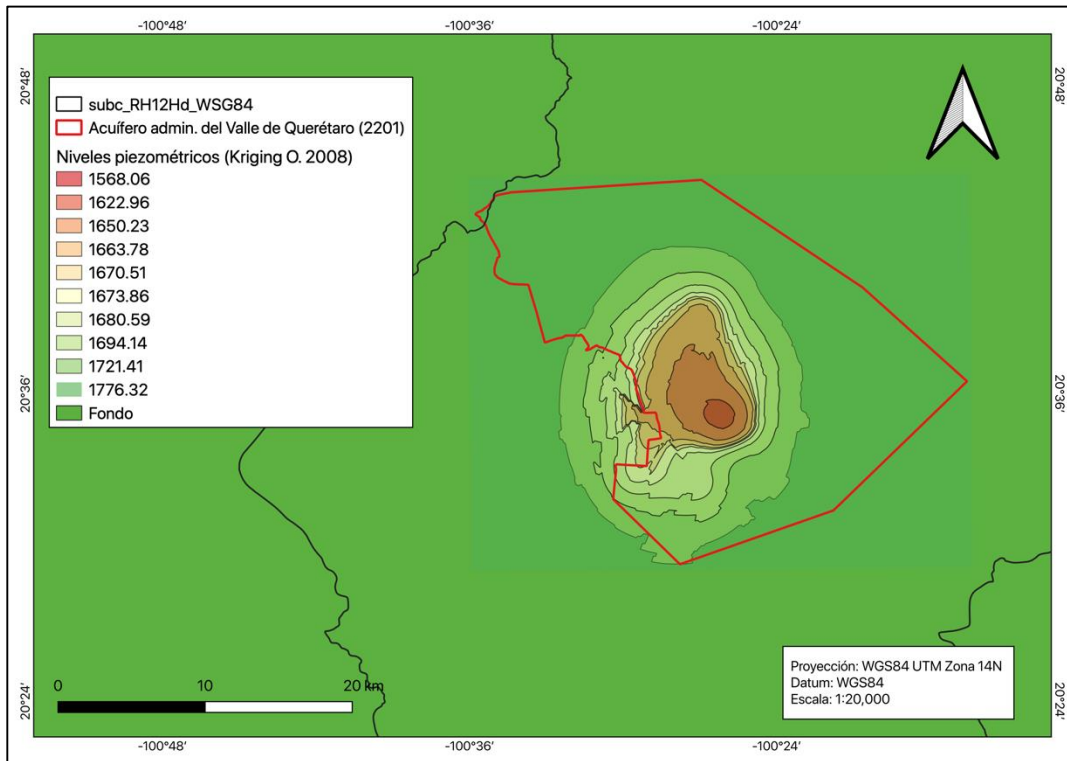 -100°48′ -100°36′ -100°24′
20°48′ 20°48′
subc_RH12Hd_WSG84
Acuífero admin. del Valle de Querétaro (2201)
Niveles piezométricos (Kriging O. 2008)
1568.06
1622.96
1650.23
1663.78
1670.51
1673.86
1680.59
1694.14
1721.41
1776.32
Fondo
20°36′ 20°36′
Proyección: WGS84 UTM Zona 14N
Datum: WGS84
Escala: 1:20,000
0 10 20 km
20°24′ 20°24′
-100°48′ -100°36′ -100°24′